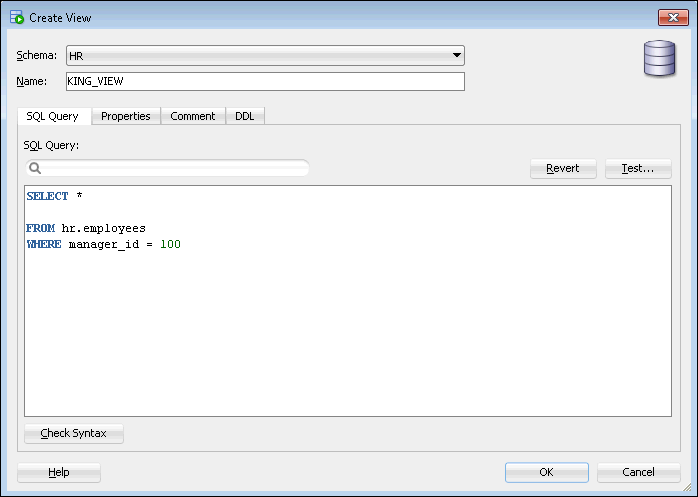 Create View
Schema: HR
Name: KING_VIEW
SQL Query Properties Comment DDL
SQL Query:
Revert Test...
SELECT *
FROM hr.employees
WHERE manager_id = 100
Check Syntax
Help OK Cancel